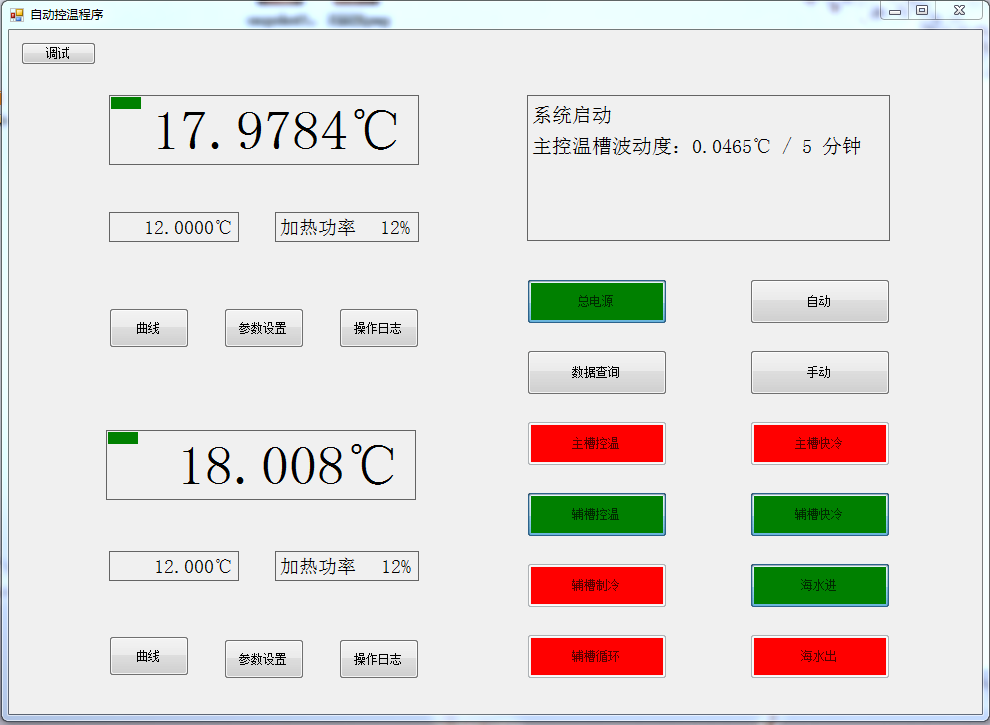 自动控温程序
调试
17.9784℃
12.0000℃
加热功率 12%
曲线
参数设置
操作日志
18.008℃
12.000℃
加热功率 12%
曲线
参数设置
操作日志
系统启动
主控温槽波动度: 0.0465℃ / 5 分钟
总电源
自动
数据查询
手动
主槽控温
主槽快冷
辅槽控温
辅槽快冷
辅槽制冷
海水进
辅槽循环
海水出